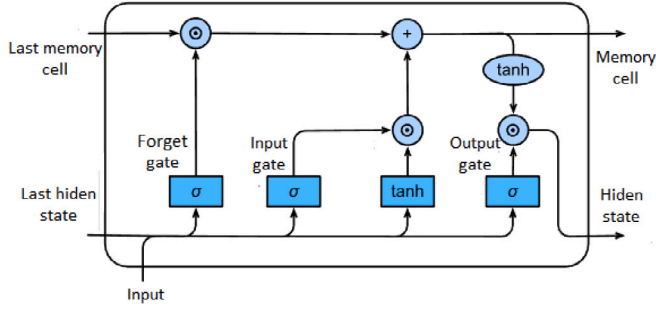 Last memory
cell
⊙
+
Memory
cell
tanh
Forget
gate
Input
gate
⊙
Output
gate
⊙
Last hiden
state
σ
σ
tanh
σ
Hiden
state
Input